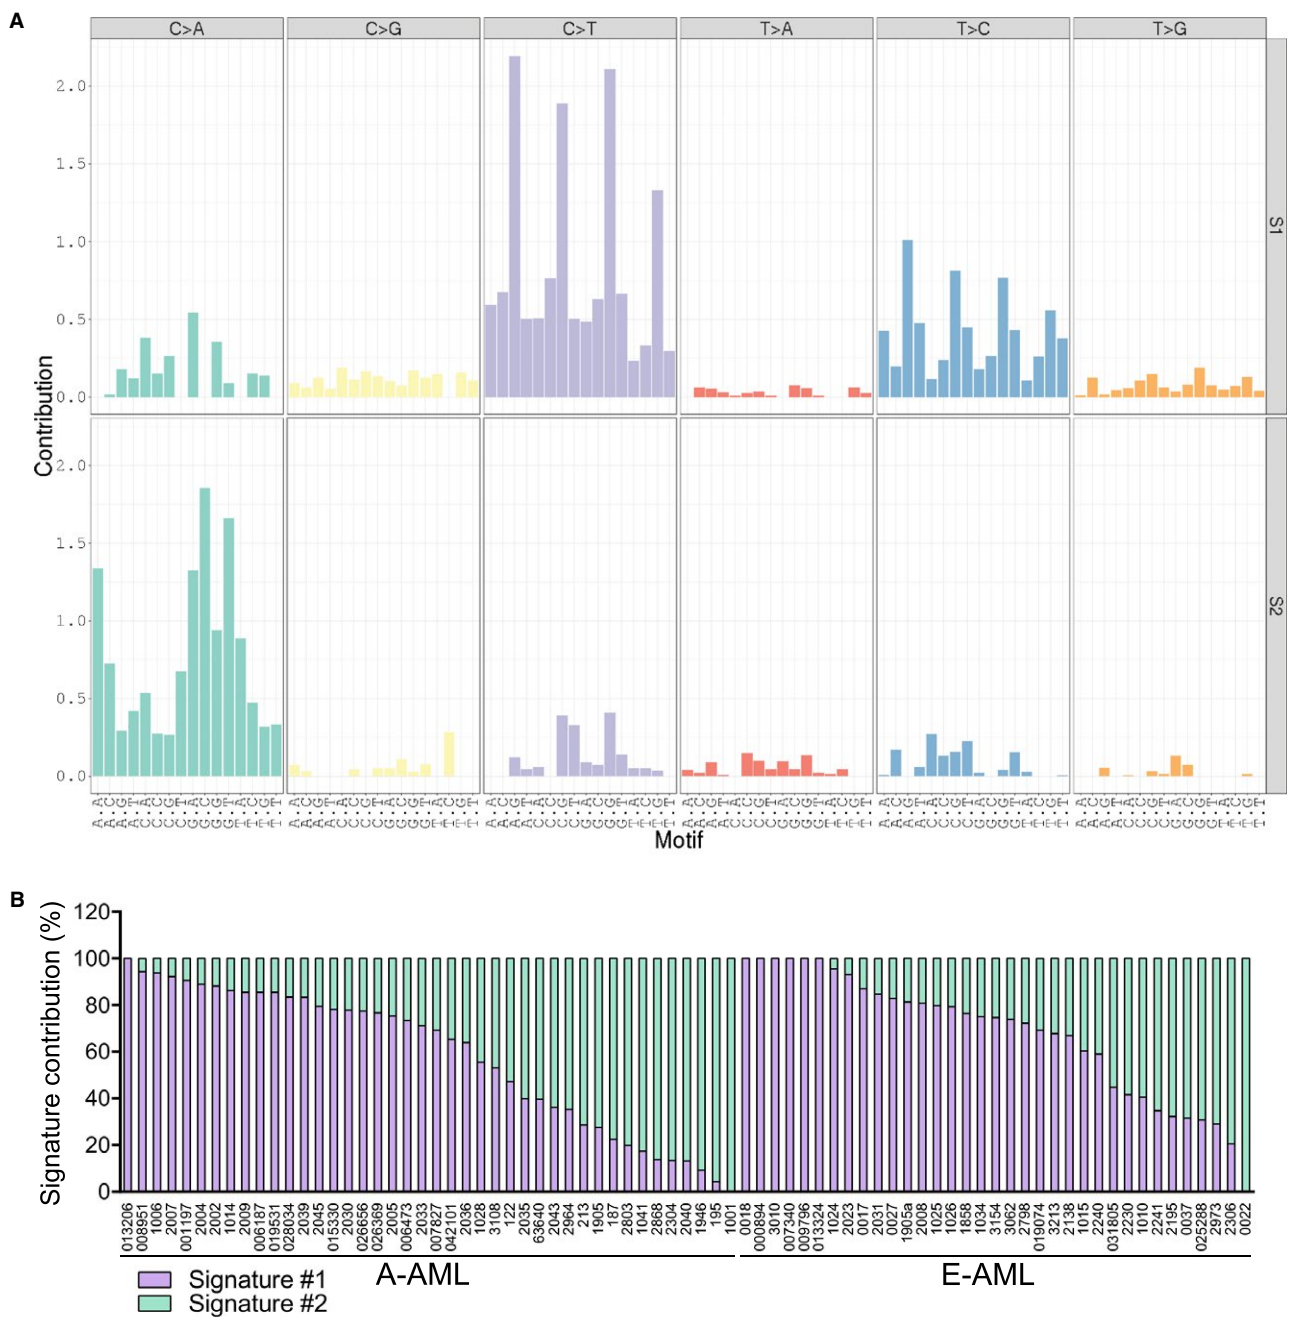 A
C>A C>G C>T T>A T>C T>G
2.0
1.5
1.0
0.5
0.0
S1
Contribution
2.0
1.5
1.0
0.5
0.0
S2
A.A A.C A.G A.T C.A C.C C.G C.T G.A G.C G.G G.T T.A T.C T.G T.T A.A A.C A.G A.T C.A C.C C.G C.T G.A G.C G.G G.T T.A T.C T.G T.T A.A A.C A.G A.T C.A C.C C.G C.T G.A G.C G.G G.T T.A T.C T.G T.T A.A A.C A.G A.T C.A C.C C.G C.T G.A G.C G.G G.T T.A T.C T.G T.T A.A A.C A.G A.T C.A C.C C.G C.T G.A G.C G.G G.T T.A T.C T.G T.T A.A A.C A.G A.T C.A C.C C.G C.T G.A G.C G.G G.T T.A T.C T.G T.T
Motif
B
Signature contribution (%)
120
100
80
60
40
20
0
013206 008951 1006 2007 001197 2004 2002 1014 2009 006187 019531 028034 2039 2045 015330 2030 026656 026369 2005 006473 2033 007827 042101 2036 1028 3108 122 2035 63640 2043 2964 213 1905 187 2803 1041 2868 2304 2040 1946 195 1001 0018 000894 3010 007340 009796 013324 1024 2023 0017 2031 0027 1905a 2008 1025 1026 1858 1034 3154 3062 2798 019074 3213 2138 1015 2240 031805 2230 1010 2241 2195 0037 025288 2973 2306 0022
A-AML E-AML
Signature #1
Signature #2